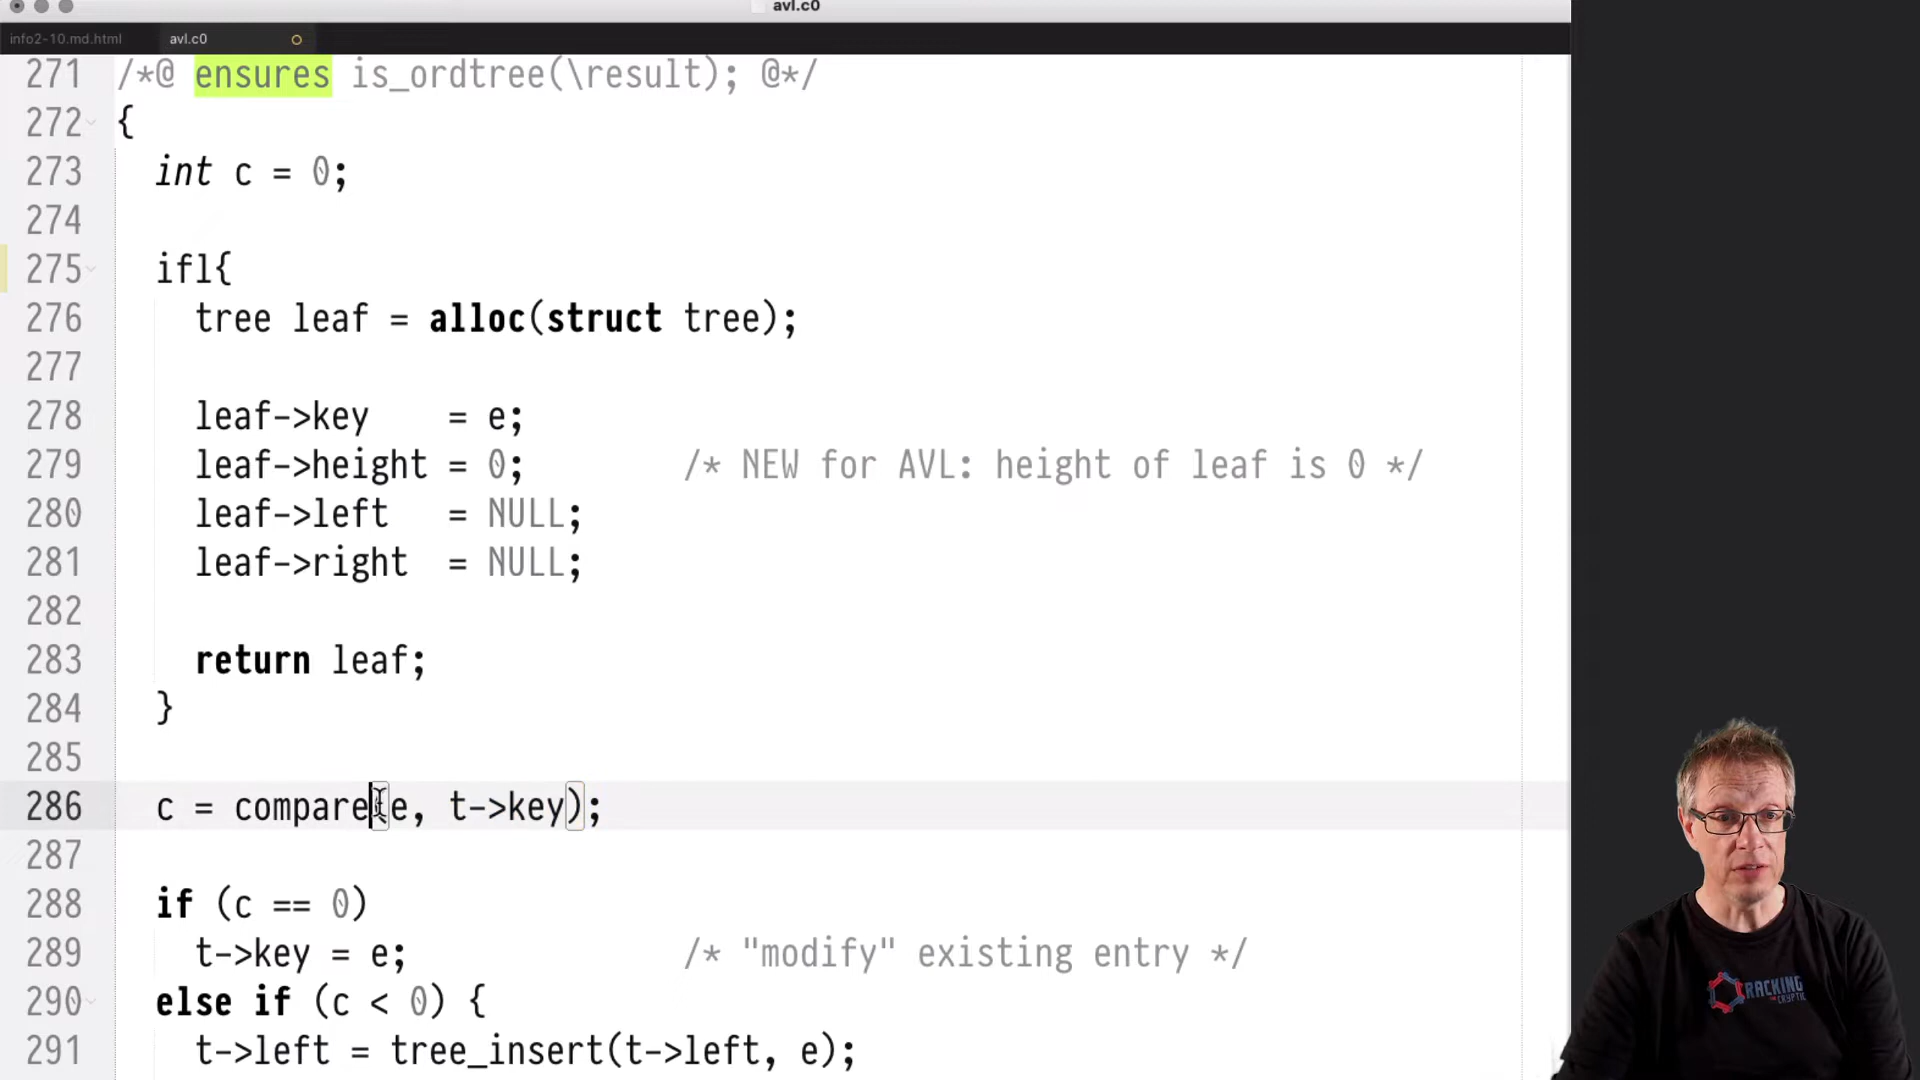 avl.c0
info2-10.md.html avl.c0
271 /*@ ensures is_ordtree(\result); @*/
272 {
273 int c = 0;
274
275 ifl{
276 tree leaf = alloc(struct tree);
277
278 leaf->key = e;
279 leaf->height = 0; /* NEW for AVL: height of leaf is 0 */
280 leaf->left = NULL;
281 leaf->right = NULL;
282
283 return leaf;
284 }
285
286 c = compare(e, t->key);
287
288 if (c == 0)
289 t->key = e; /* "modify" existing entry */
290 else if (c < 0) {
291 t->left = tree_insert(t->left, e);
CRACKING
THE CRYPTIC